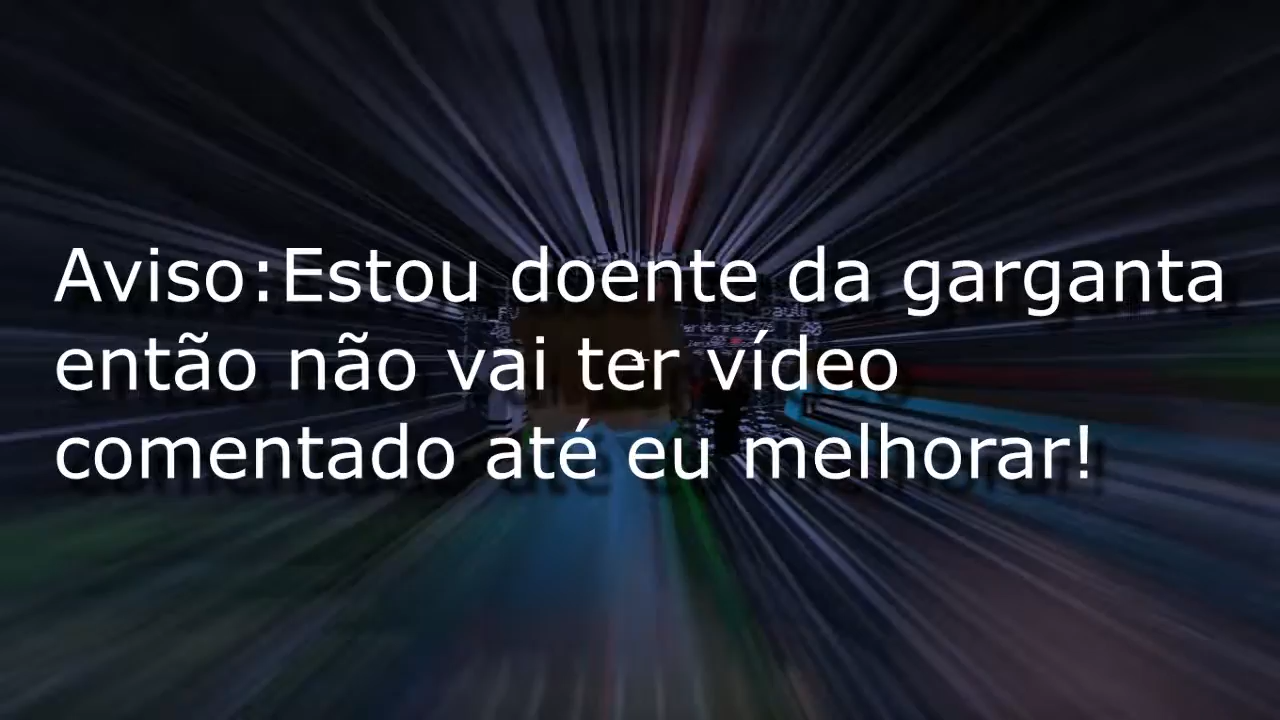 Aviso:Estou doente da garganta
então não vai ter vídeo
comentado até eu melhorar!